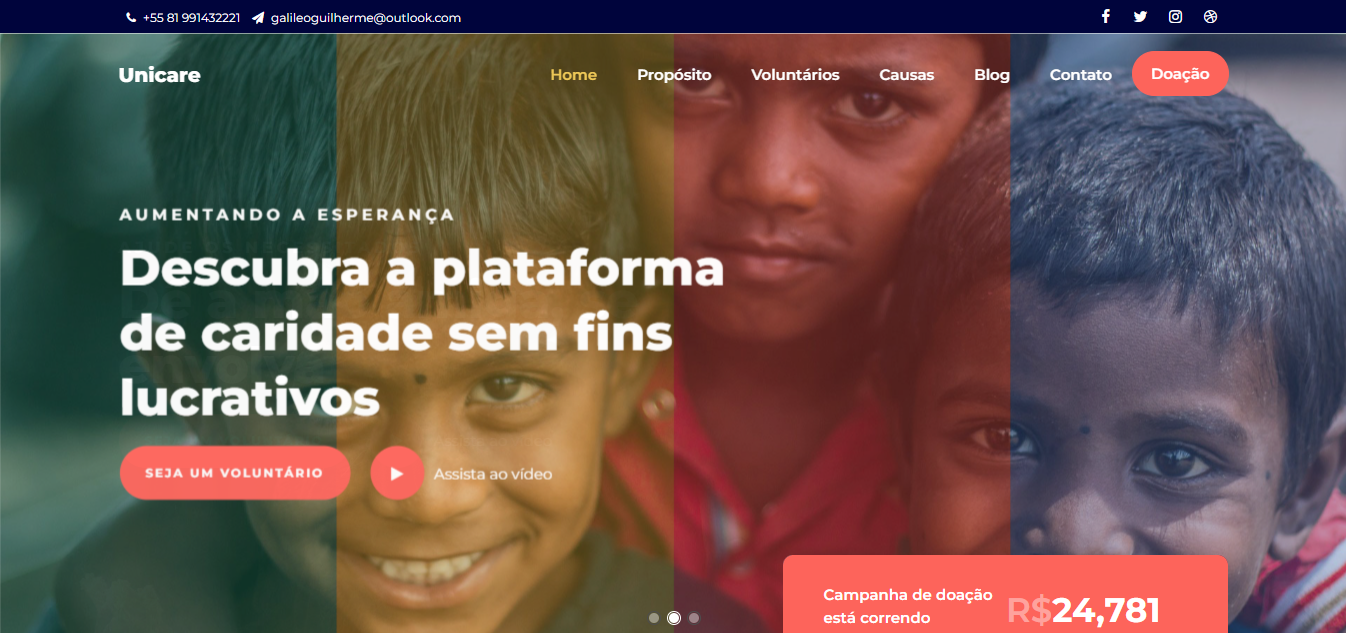 +55 81 991432221 galileoguilherme@outlook.com
Unicare Home Propósito Voluntários Causas Blog Contato Doação
AUMENTANDO A ESPERANÇA
Descubra a plataforma
de caridade sem fins
lucrativos
SEJA UM VOLUNTÁRIO Assista ao vídeo
Campanha de doação
está correndo
R$24,781